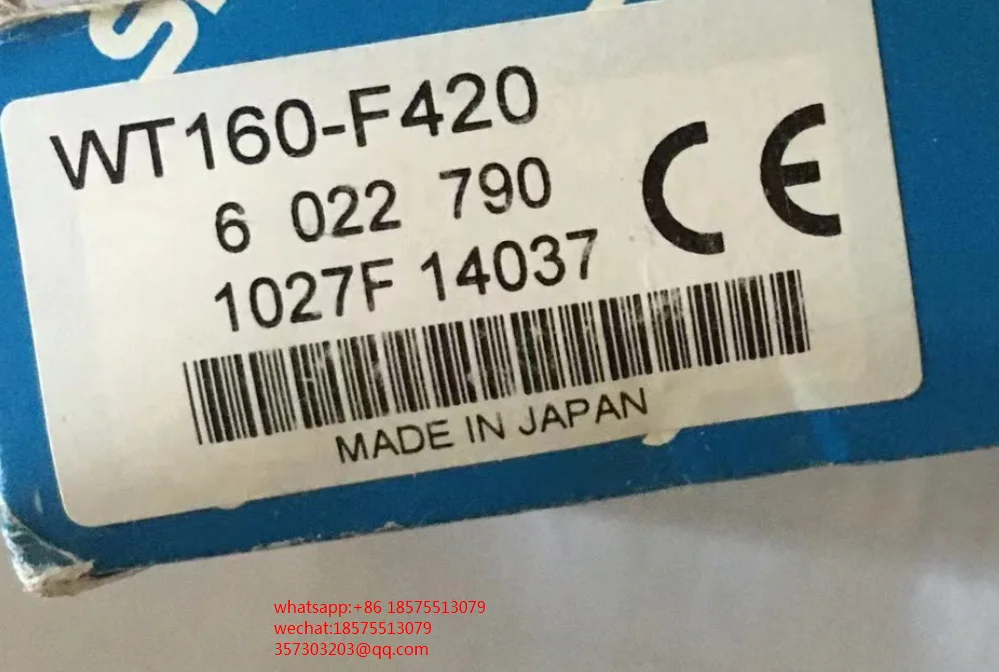 WT160-F420
6 022 790
1027F 14037
CE
MADE IN JAPAN
whatsapp:+86 18575513079
wechat:18575513079
357303203@qq.com